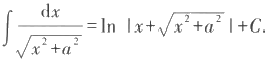 ∫ dx/√(x²+a²) = ln |x+√(x²+a²)|+C.